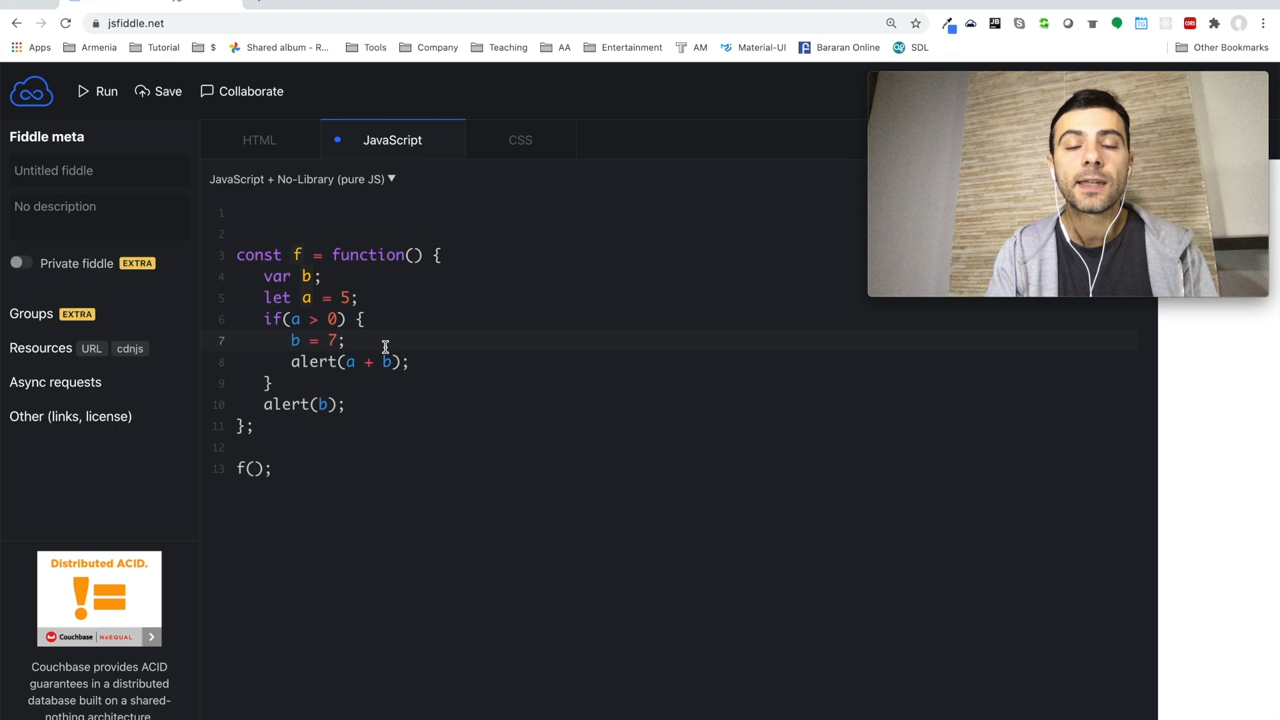 jsfiddle.net
Apps
Armenia
Tutorial
$
Shared album - R...
Tools
Company
Teaching
AA
Entertainment
AM
Material-UI
Bararan Online
SDL
Other Bookmarks
Run
Save
Collaborate
Fiddle meta
HTML
JavaScript
CSS
Untitled fiddle
No description
JavaScript + No-Library (pure JS)
Private fiddle EXTRA
Groups EXTRA
Resources URL cdnjs
Async requests
Other (links, license)
1
2
3 const f = function() {
4 var b;
5 let a = 5;
6 if(a > 0) {
7 b = 7;
8 alert(a + b);
9 }
10 alert(b);
11 };
12
13 f();
Distributed ACID.
!=
Couchbase NoEQUAL
Couchbase provides ACID
guarantees in a distributed
database built on a shared-
nothing architecture.